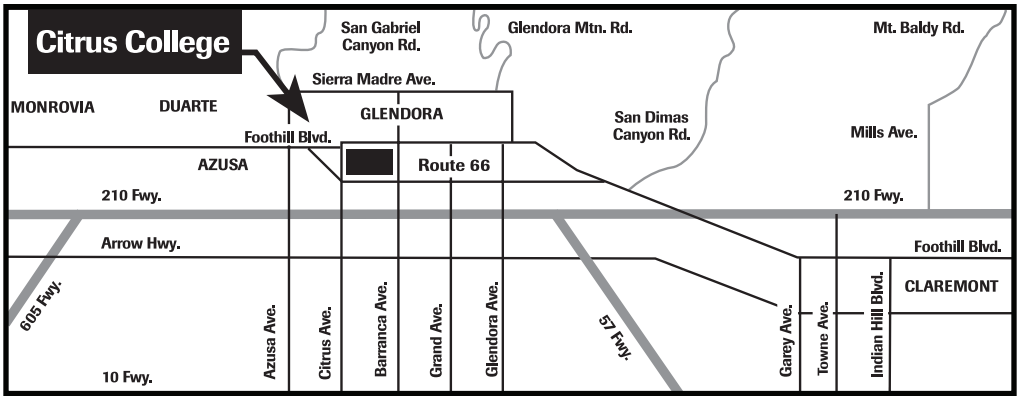 Citrus College
San Gabriel
Canyon Rd.
Glendora Mtn. Rd.
Mt. Baldy Rd.
Sierra Madre Ave.
MONROVIA
DUARTE
GLENDORA
San Dimas
Canyon Rd.
Mills Ave.
Foothill Blvd.
AZUSA
Route 66
210 Fwy.
210 Fwy.
Arrow Hwy.
Foothill Blvd.
605 Fwy.
CLAREMONT
Azusa Ave.
Citrus Ave.
Barranca Ave.
Grand Ave.
Glendora Ave.
57 Fwy.
Garey Ave.
Towne Ave.
Indian Hill Blvd.
10 Fwy.